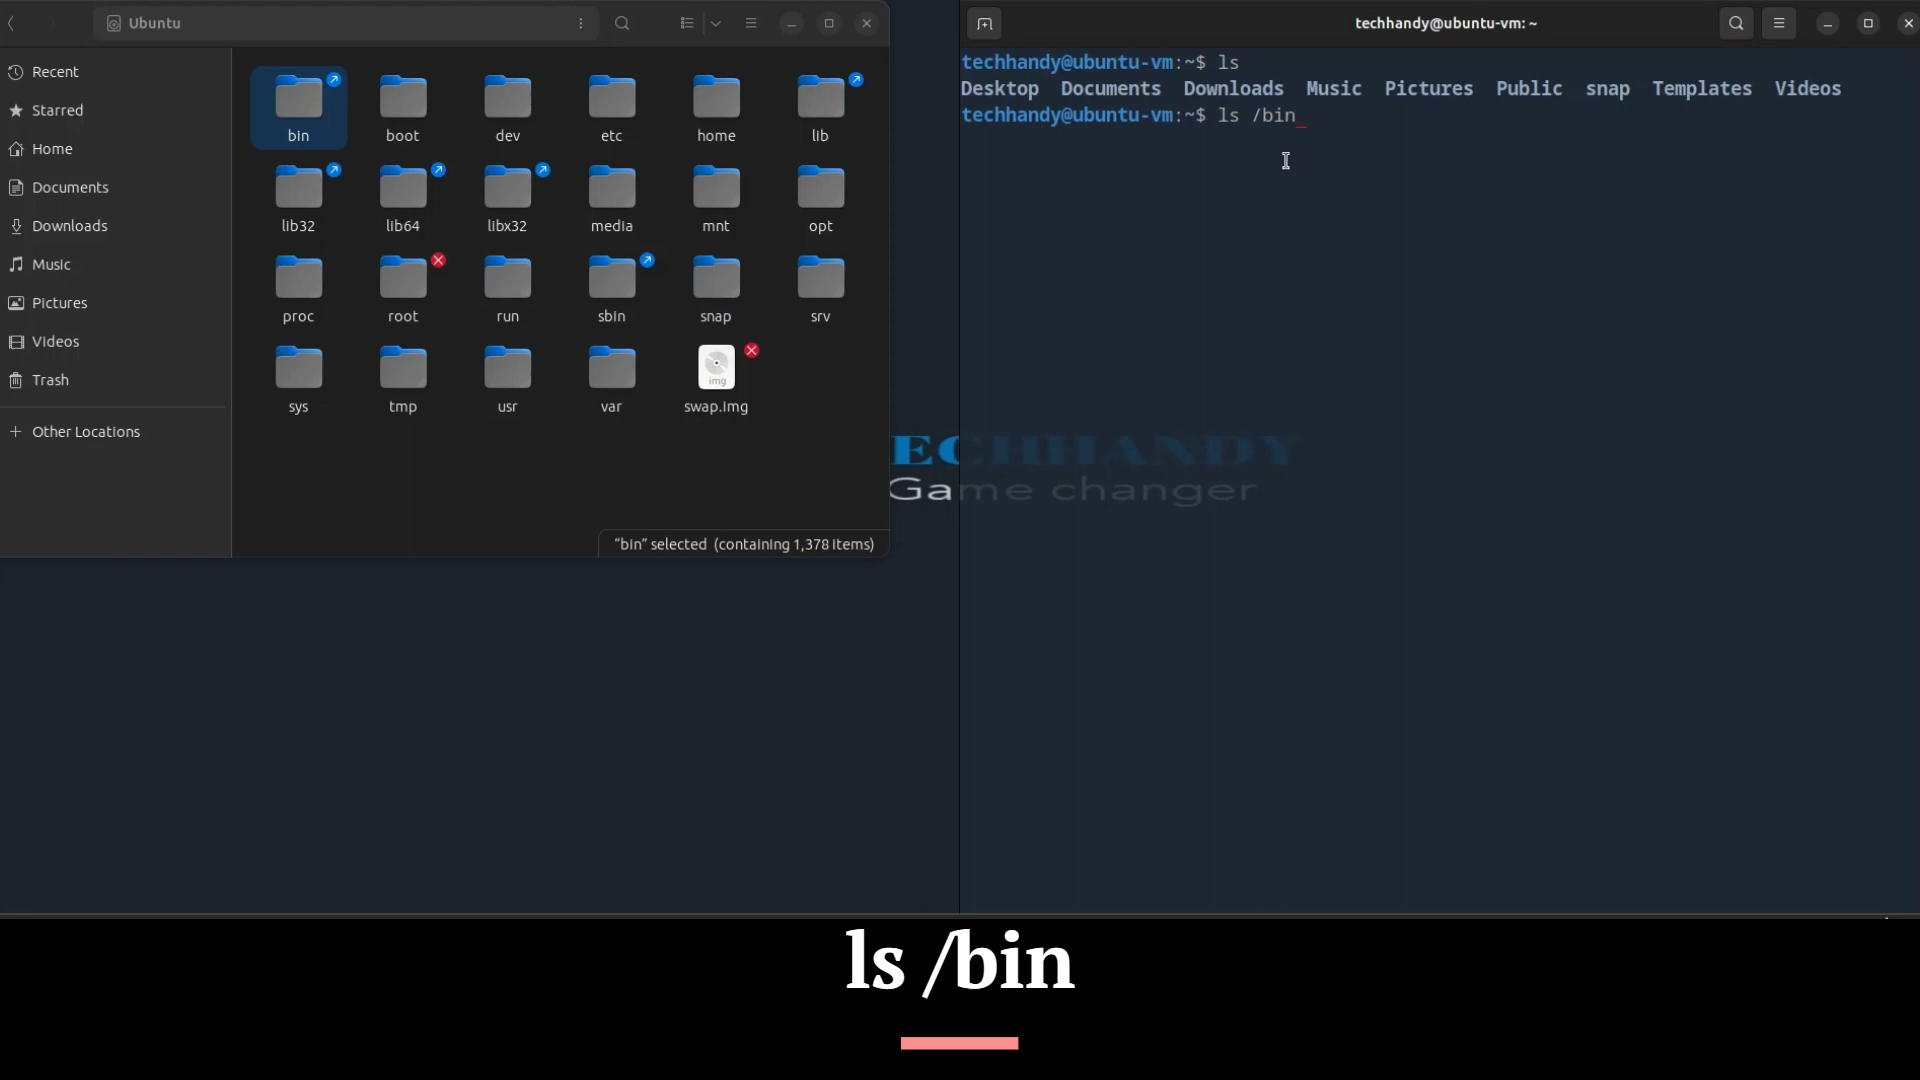 Ubuntu
Recent
Starred
Home
Documents
Downloads
Music
Pictures
Videos
Trash
Other Locations
bin boot dev etc home lib
lib32 lib64 libx32 media mnt opt
proc root run sbin snap srv
img
sys tmp usr var swap.img
"bin" selected (containing 1,378 items)
techhandy@ubuntu-vm: ~
techhandy@ubuntu-vm:~$ ls
Desktop Documents Downloads Music Pictures Public snap Templates Videos
techhandy@ubuntu-vm:~$ ls /bin_
ECHHANDY
Game changer
ls /bin